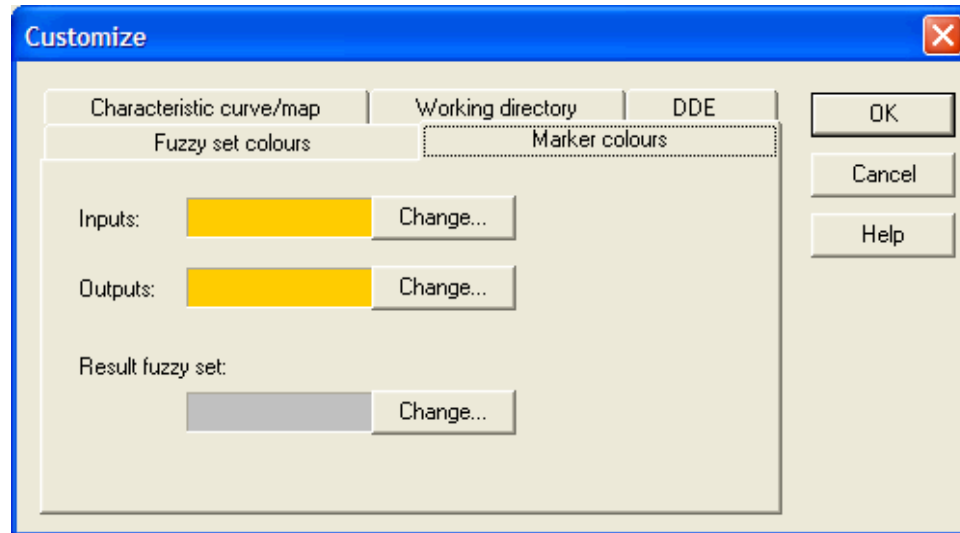 Customize
Characteristic curve/map Working directory DDE
Fuzzy set colours Marker colours
OK
Cancel
Help
Inputs: Change...
Outputs: Change...
Result fuzzy set:
Change...